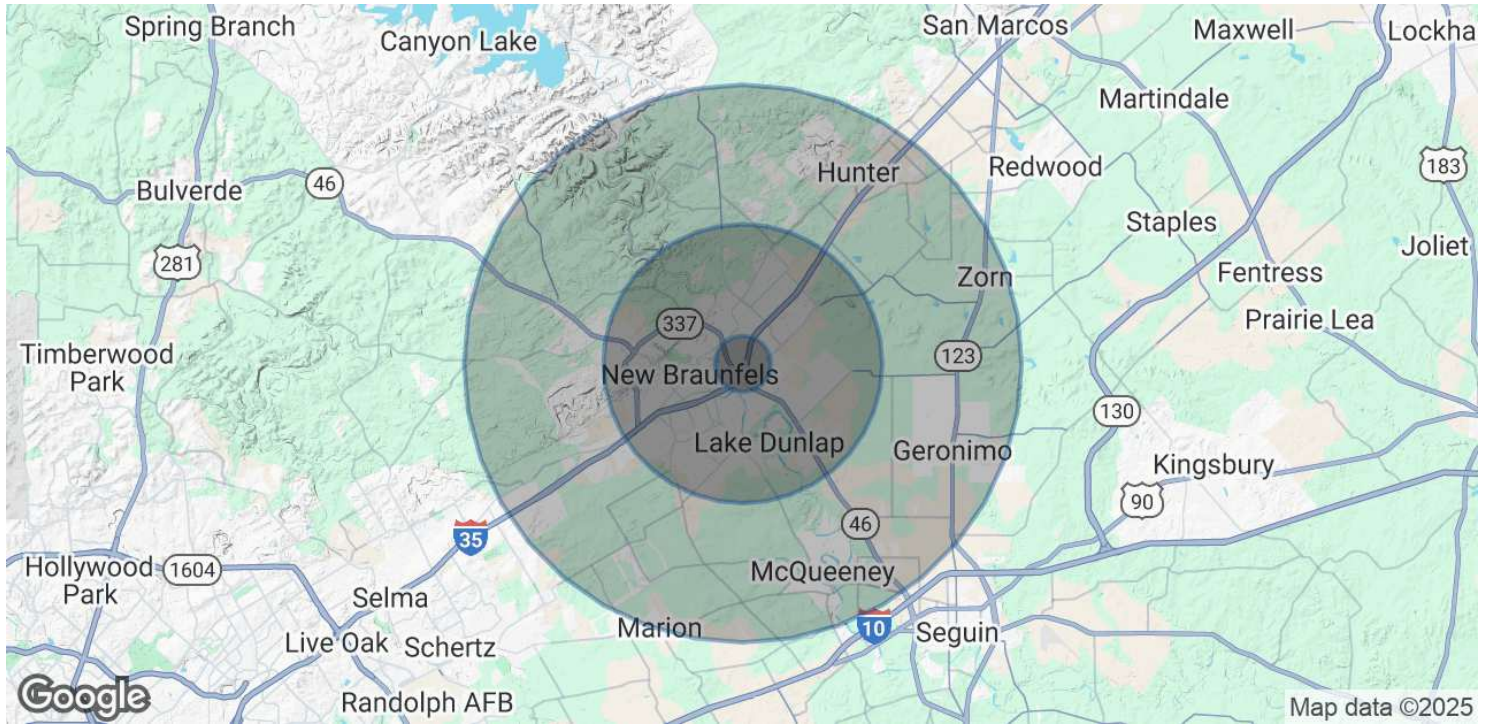 Spring Branch
Canyon Lake
San Marcos
Maxwell
Lockha
Martindale
Hunter
Redwood
183
46
Bulverde
Staples
281
Joliet
Zorn
Fentress
337
Prairie Lea
Timberwood
Park
123
New Braunfels
130
Lake Dunlap
Geronimo
Kingsbury
90
46
35
Hollywood
Park
1604
McQueeney
Selma
Marion
10
Seguin
Live Oak
Schertz
Google
Randolph AFB
Map data ©2025